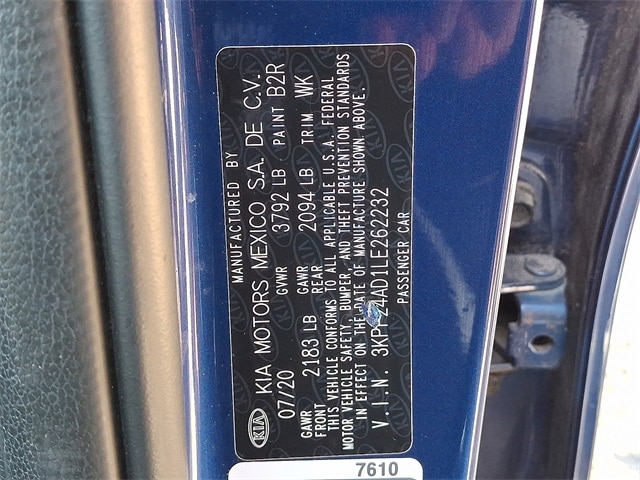 MANUFACTURED BY
KIA KIA MOTORS MEXICO S.A. DE C.V.
07/20 GVWR 3792 LB PAINT B2R
GAWR FRONT 2183 LB GAWR REAR 2094 LB TRIM WK
THIS VEHICLE CONFORMS TO ALL APPLICABLE U.S.A. FEDERAL
MOTOR VEHICLE SAFETY, BUMPER, AND THEFT PREVENTION STANDARDS
IN EFFECT ON THE DATE OF MANUFACTURE SHOWN ABOVE.
V.I.N. 3KPF24AD1LE262232
PASSENGER CAR
7610